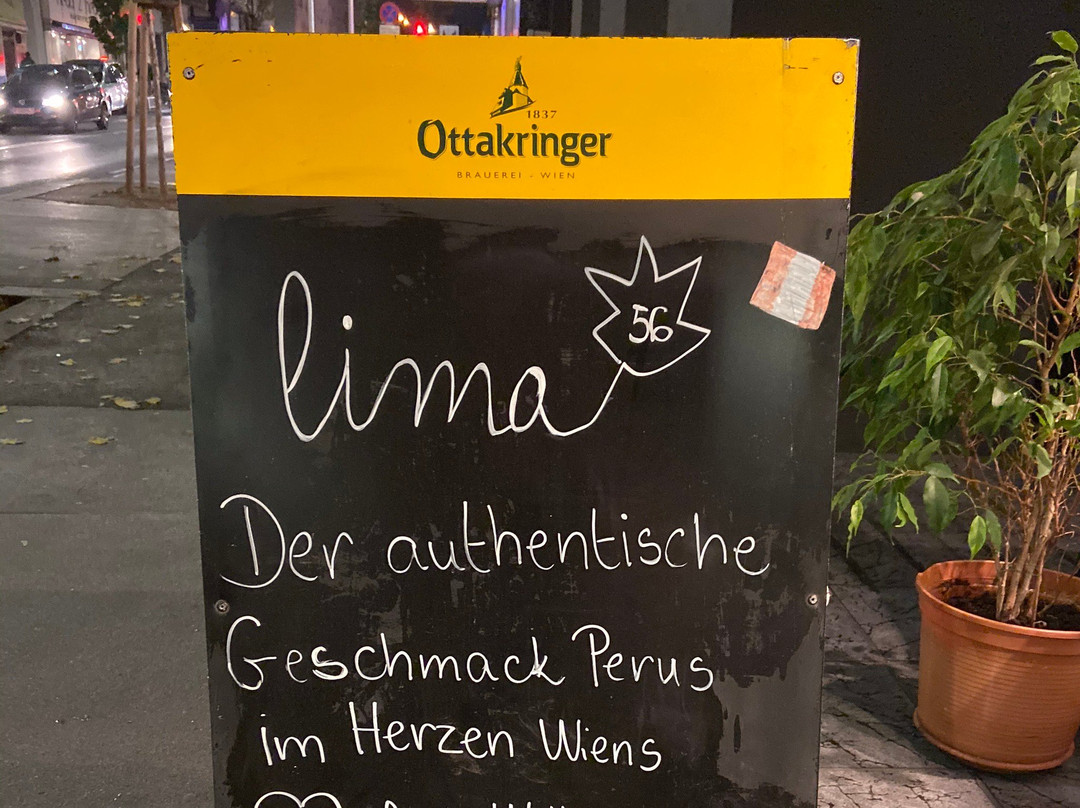 1837
Ottakringer
BRAUEREI - WIEN
lima
56
Der authentische
Geschmack Perus
im Herzen Wiens